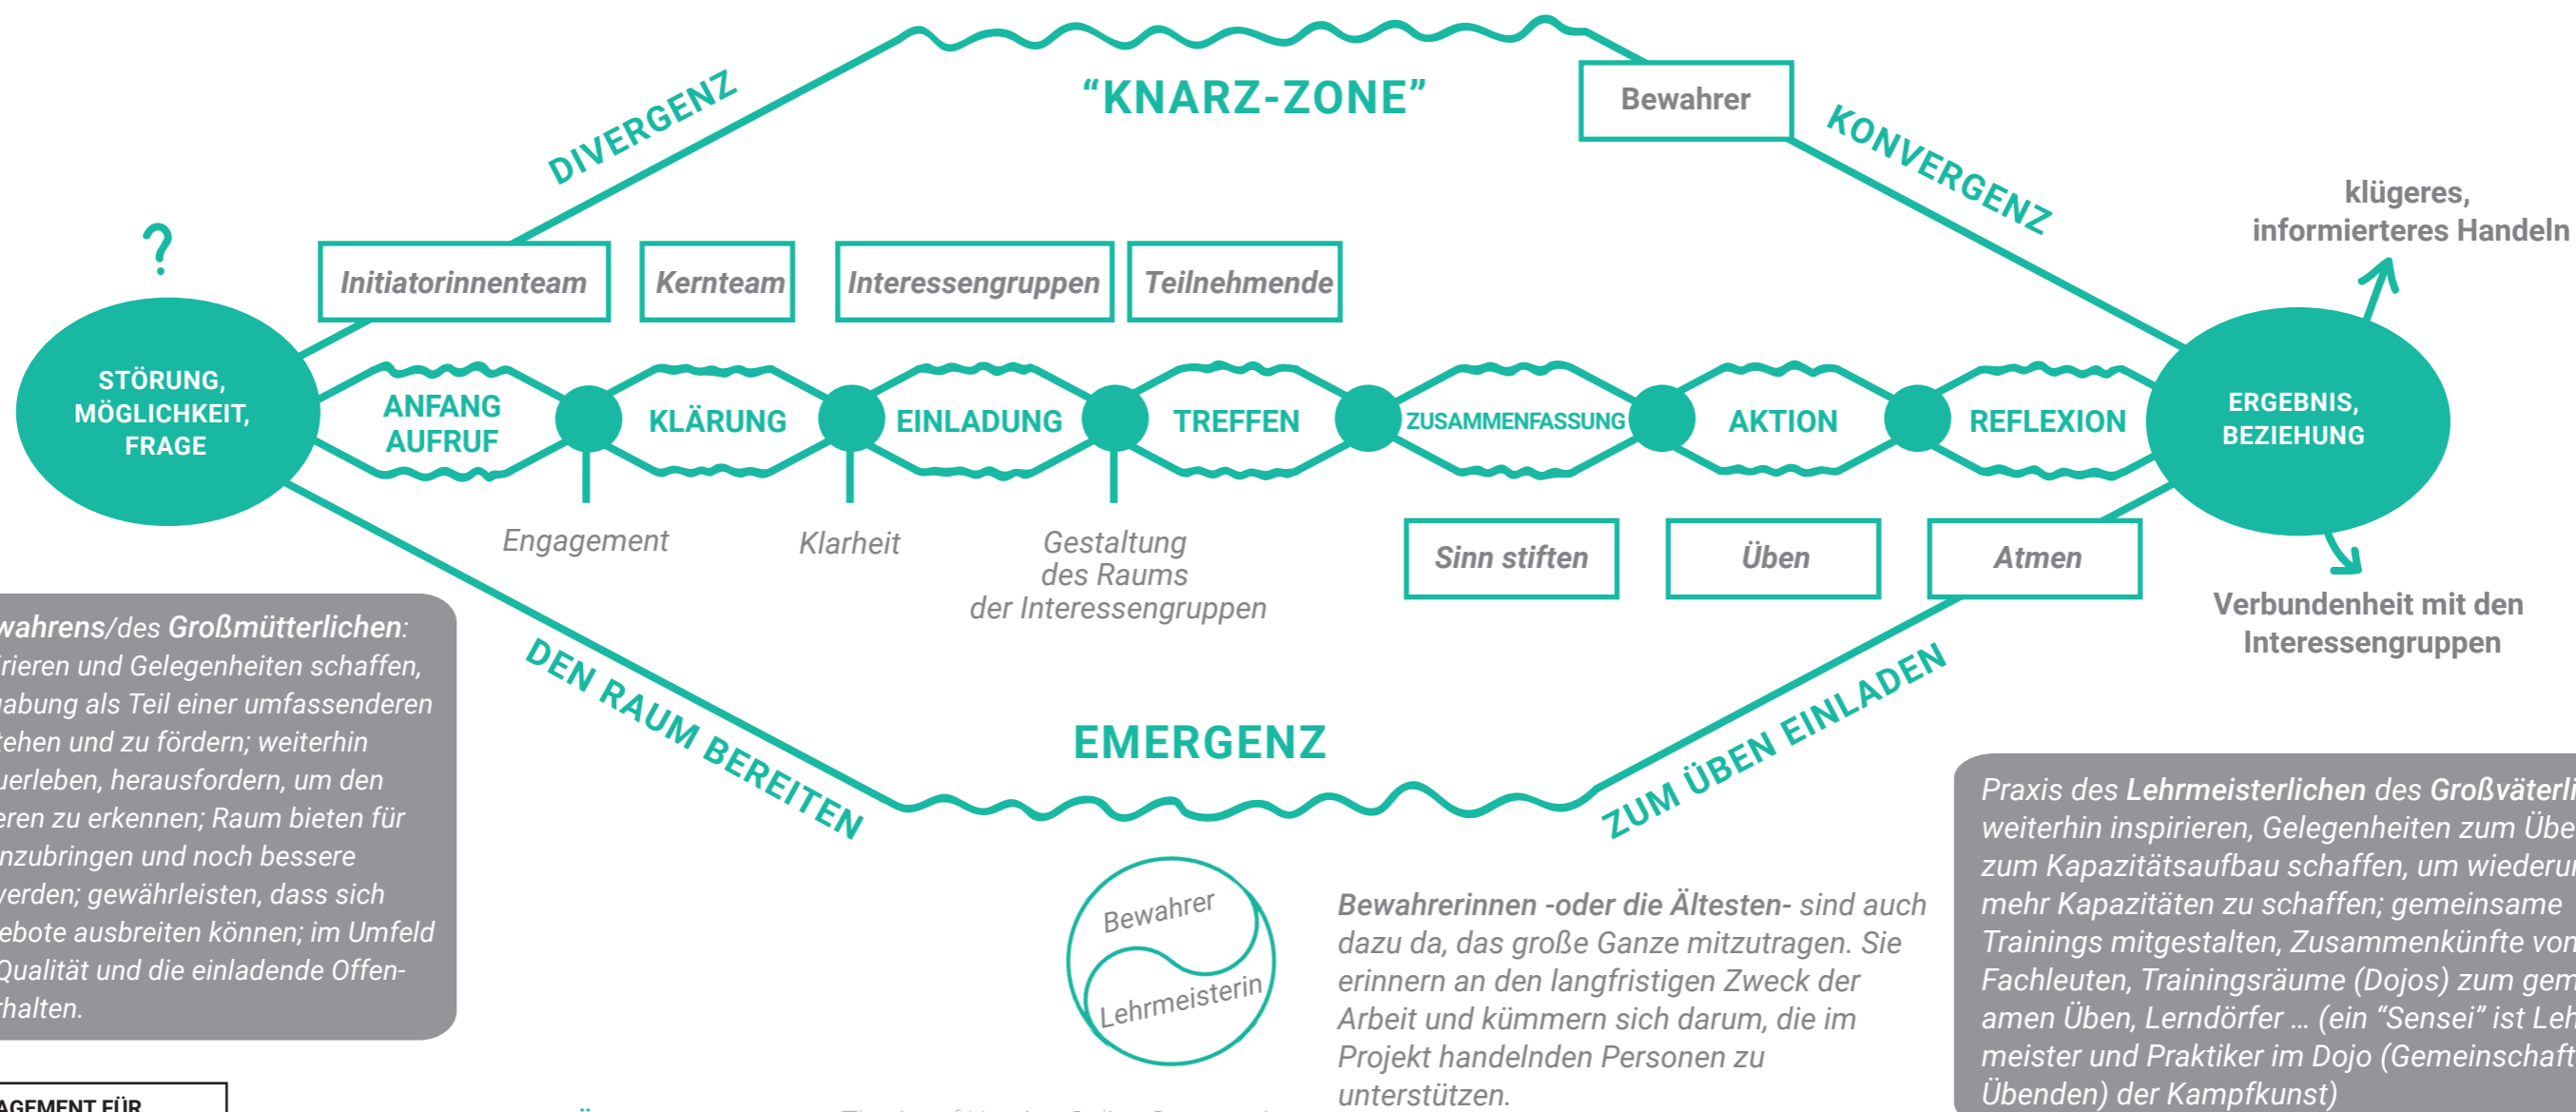 “KNARZ-ZONE”
DIVERGENZ
Bewahrer
KONVERGENZ
klügeres,
informierteres Handeln
?
Initiatorinnenteam
Kernteam
Interessengruppen
Teilnehmende
STÖRUNG,
MÖGLICHKEIT,
FRAGE
ANFANG
AUFRUF
KLÄRUNG
EINLADUNG
TREFFEN
ZUSAMMENFASSUNG
AKTION
REFLEXION
ERGEBNIS,
BEZIEHUNG
Engagement
Klarheit
Gestaltung
des Raums
der Interessengruppen
Sinn stiften
Üben
Atmen
Verbundenheit mit den
Interessengruppen
wahrens/des Großmütterlichen:
rieren und Gelegenheiten schaffen,
abung als Teil einer umfassenderen
tehen und zu fördern; weiterhin
uerleben, herausfordern, um den
eren zu erkennen; Raum bieten für
nzubringen und noch bessere
werden; gewährleisten, dass sich
ebote ausbreiten können; im Umfeld
Qualität und die einladende Offen-
rhalten.
DEN RAUM BEREITEN
EMERGENZ
ZUM ÜBEN EINLADEN
Bewahrer
Lehrmeisterin
Bewahrerinnen -oder die Ältesten- sind auch
dazu da, das große Ganze mitzutragen. Sie
erinnern an den langfristigen Zweck der
Arbeit und kümmern sich darum, die im
Projekt handelnden Personen zu
unterstützen.
Praxis des Lehrmeisterlichen des Großväterli
weiterhin inspirieren, Gelegenheiten zum Übe
zum Kapazitätsaufbau schaffen, um wiederu
mehr Kapazitäten zu schaffen; gemeinsame
Trainings mitgestalten, Zusammenkünfte von
Fachleuten, Trainingsräume (Dojos) zum gem
amen Üben, Lerndörfer ... (ein “Sensei” ist Leh
meister und Praktiker im Dojo (Gemeinschaft
Übenden) der Kampfkunst)
AGEMENT FÜR